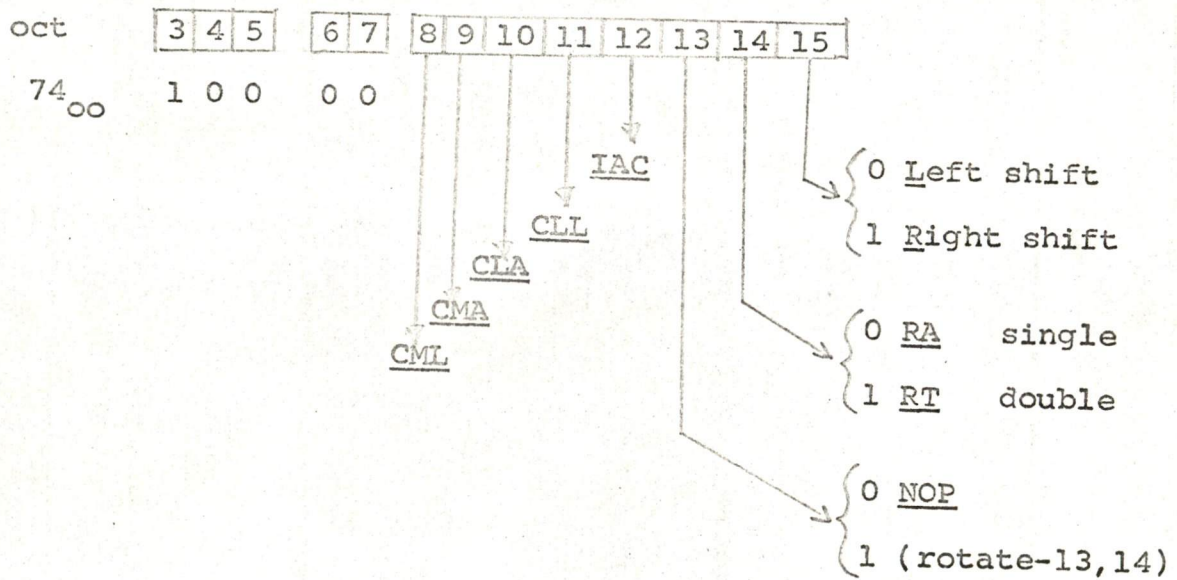 oct 3 4 5 6 7 8 9 10 11 12 13 14 15
74oo 1 0 0 0 0
IAC
0 Left shift
CLL
1 Right shift
CLA
CMA
0 RA single
CML
1 RT double
0 NOP
1 (rotate-13,14)